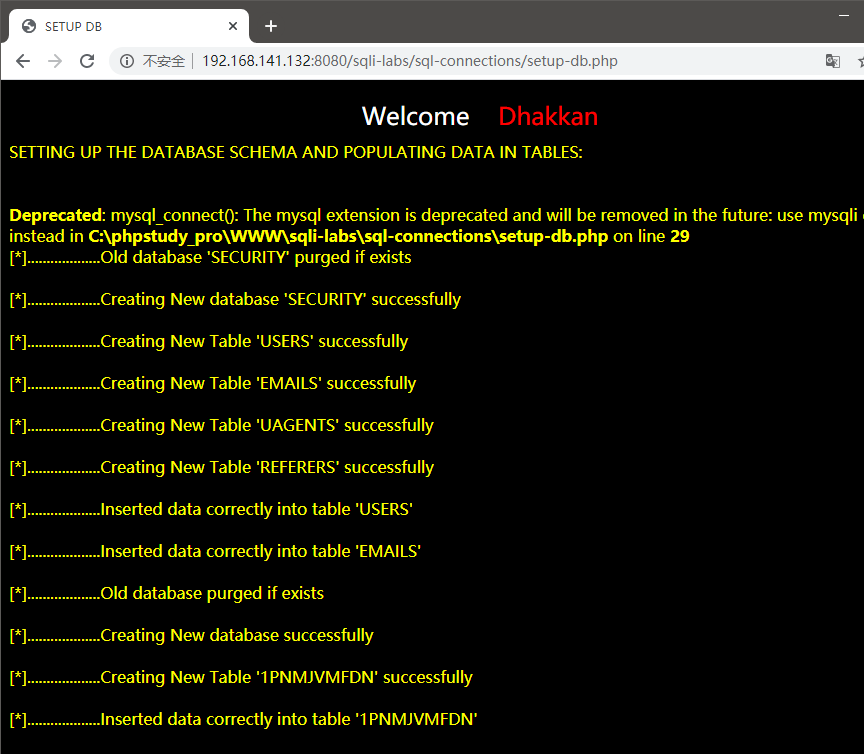 SETUP DB
不安全 192.168.141.132:8080/sqli-labs/sql-connections/setup-db.php
Welcome Dhakkan
SETTING UP THE DATABASE SCHEMA AND POPULATING DATA IN TABLES:
Deprecated: mysql_connect(): The mysql extension is deprecated and will be removed in the future: use mysqli
instead in C:\phpstudy_pro\WWW\sqli-labs\sql-connections\setup-db.php on line 29
[*]...................Old database 'SECURITY' purged if exists
[*]...................Creating New database 'SECURITY' successfully
[*]...................Creating New Table 'USERS' successfully
[*]...................Creating New Table 'EMAILS' successfully
[*]...................Creating New Table 'UAGENTS' successfully
[*]...................Creating New Table 'REFERERS' successfully
[*]...................Inserted data correctly into table 'USERS'
[*]...................Inserted data correctly into table 'EMAILS'
[*]...................Old database purged if exists
[*]...................Creating New database successfully
[*]...................Creating New Table '1PNMJVMFDN' successfully
[*]...................Inserted data correctly into table '1PNMJVMFDN'